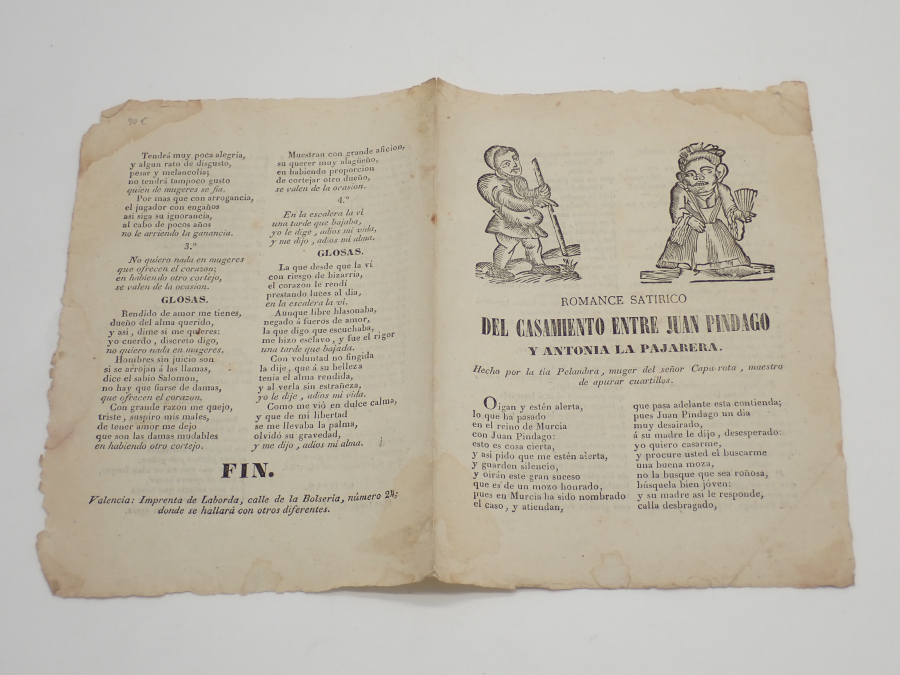 90 €
Tendrá muy poca alegria,
y algun rato de disgusto,
pesar y melancolia;
no tendrá tampoco gusto
quien de mugeres se fia.
Por mas que con arrogancia,
el jugador con engaños
asi siga su ignorancia,
al cabo de pocos años
no le arriendo la ganancia.
3.º
No quiero nada en mugeres
que ofrecen el corazon;
en habiendo otro cortejo,
se valen de la ocasion.
GLOSAS.
Rendido de amor me tienes,
dueño del alma querido,
y asi, dime si me quieres:
yo cuerdo, discreto digo,
no quiero nada en mugeres.
Hombres sin juicio son
si se arrojan á las llamas,
dice el sabio Salomon,
no hay que fiarse de damas,
que ofrecen el corazon.
Con grande razon me quejo,
triste, suspiro mis males,
de tener amor me dejo
que son las damas mudables
en habiendo otro cortejo.
Muestran con grande aficion,
su querer muy alagüeño,
en habiendo proporcion
de cortejar otro dueño,
se valen de la ocasion.
4.º
En la escalera la ví
una tarde que bajaba,
yo le digé, adios mi vida,
y me dijo, adios mi alma.
GLOSAS.
La que desde que la ví
con riesgo de bizarria,
el corazon le rendí
prestando luces al dia,
en la escalera la vi.
Aunque libre blasonaba,
negado á fueros de amor,
la que digo que escuchaba,
me hizo esclavo, y fue el rigor
una tarde que bajada.
Con voluntad no fingida
la dije, que á su belleza
tenia el alma rendida,
y al verla sin estrañeza,
yo le dije, adios mi vida.
Como me vió en dulce calma,
y que de mi libertad
se me llevaba la palma,
olvidó su gravedad,
y me dijo, adios mi alma.
FIN.
Valencia: Imprenta de Laborda, calle de la Bolseria, número 24;
donde se hallará con otros diferentes.
ROMANCE SATIRICO
DEL CASAMIENTO ENTRE JUAN PINDAGO
Y ANTONIA LA PAJARERA.
Hecho por la tia Pelandra, muger del señor Capa-rota, maestro
de apurar cuartillos.
Oigan y estén alerta,
lo que ha pasado
en el reino de Murcia
con Juan Pindago:
esto es cosa cierta,
y asi pido que me estén alerta,
y guarden silencio,
y oirán este gran suceso
que es de un mozo honrado,
pues en Murcia ha sido nombrado
el caso, y atiendan,
que pasa adelante esta contienda;
pues Juan Pindago un dia
muy desairado,
á su madre le dijo, desesperado:
yo quiero casarme,
y procure usted el buscarme
una buena moza,
no la busque que sea roñosa,
búsquela bien jóven:
y su madre asi le responde,
calla desbragado,